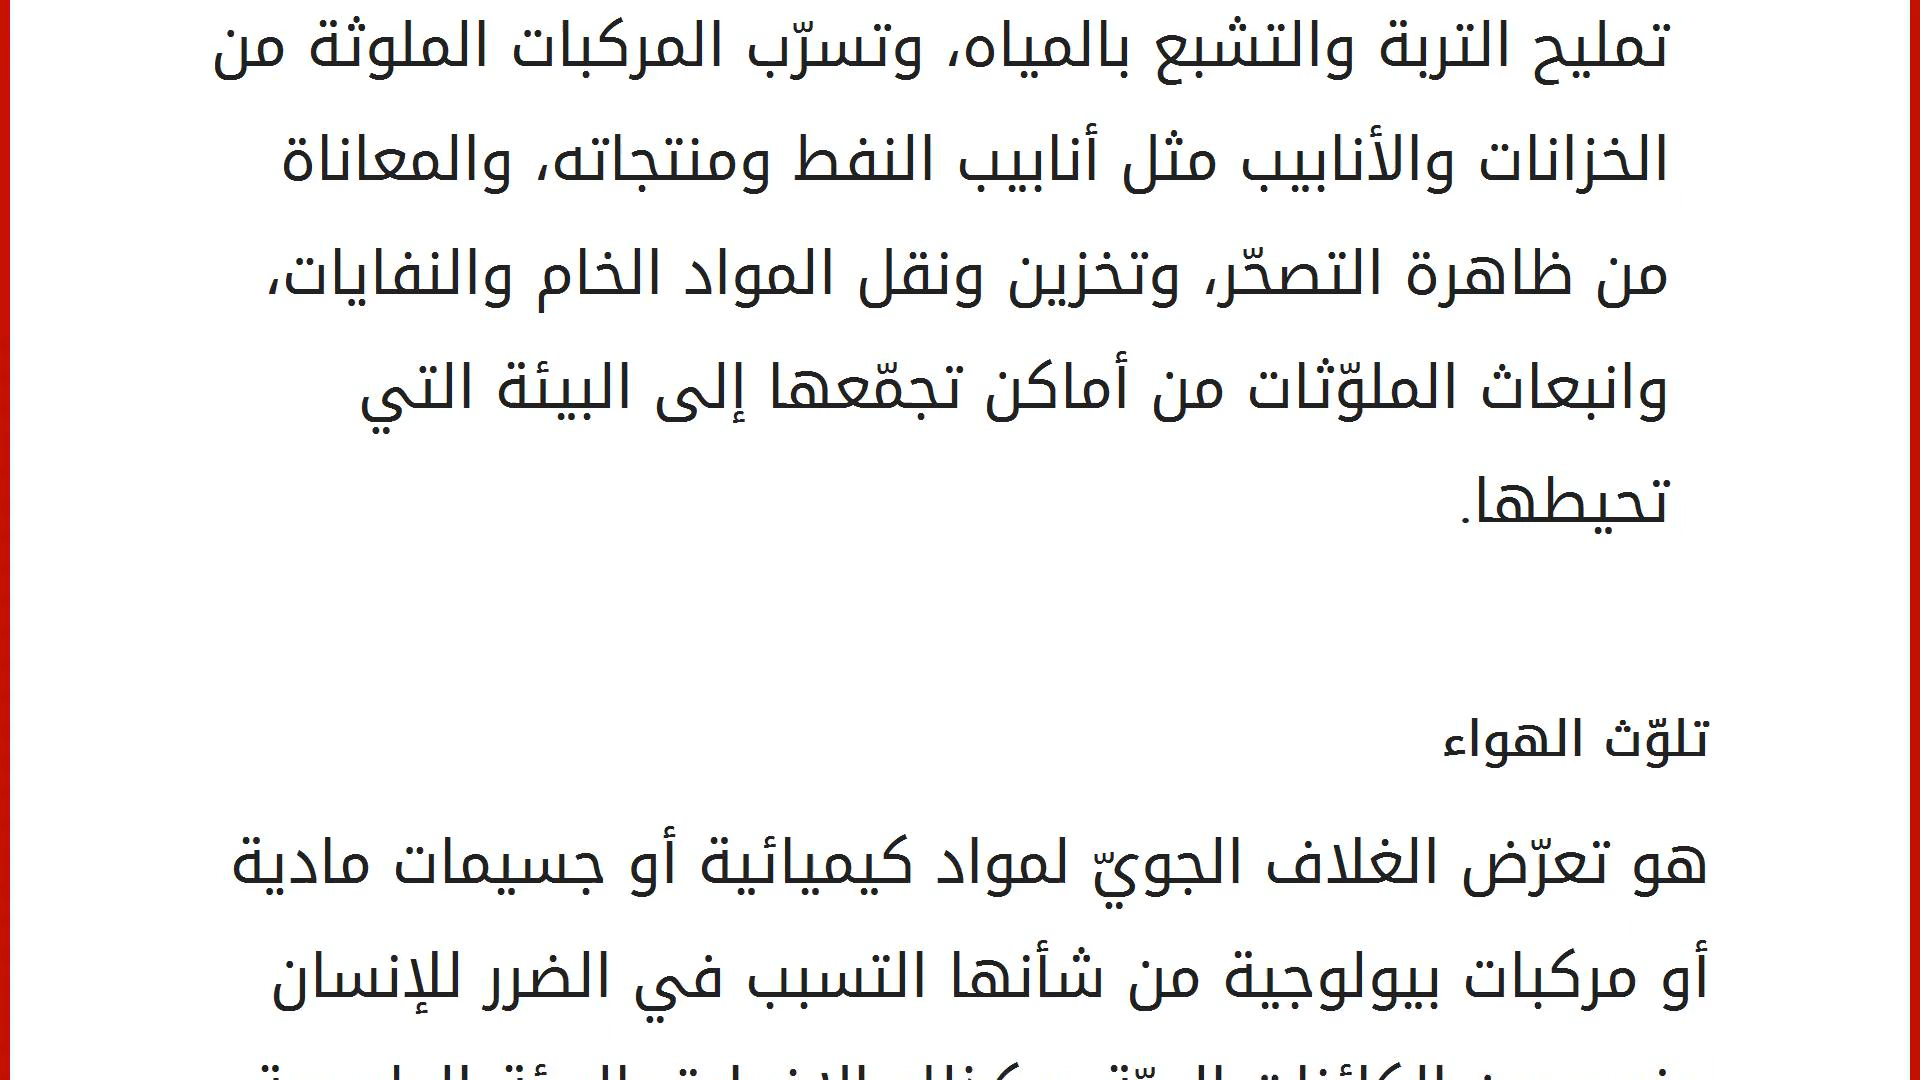 تمليح التربة والتشبع بالمياه، وتسرّب المركبات الملوثة من
الخزانات والأنابيب مثل أنابيب النفط ومنتجاته، والمعاناة
من ظاهرة التصحّر، وتخزين ونقل المواد الخام والنفايات،
وانبعاث الملوّثات من أماكن تجمّعها إلى البيئة التي
تحيطها.
تلوّث الهواء
هو تعرّض الغلاف الجويّ لمواد كيميائية أو جسيمات مادية
أو مركبات بيولوجية من شأنها التسبب في الضرر للإنسان